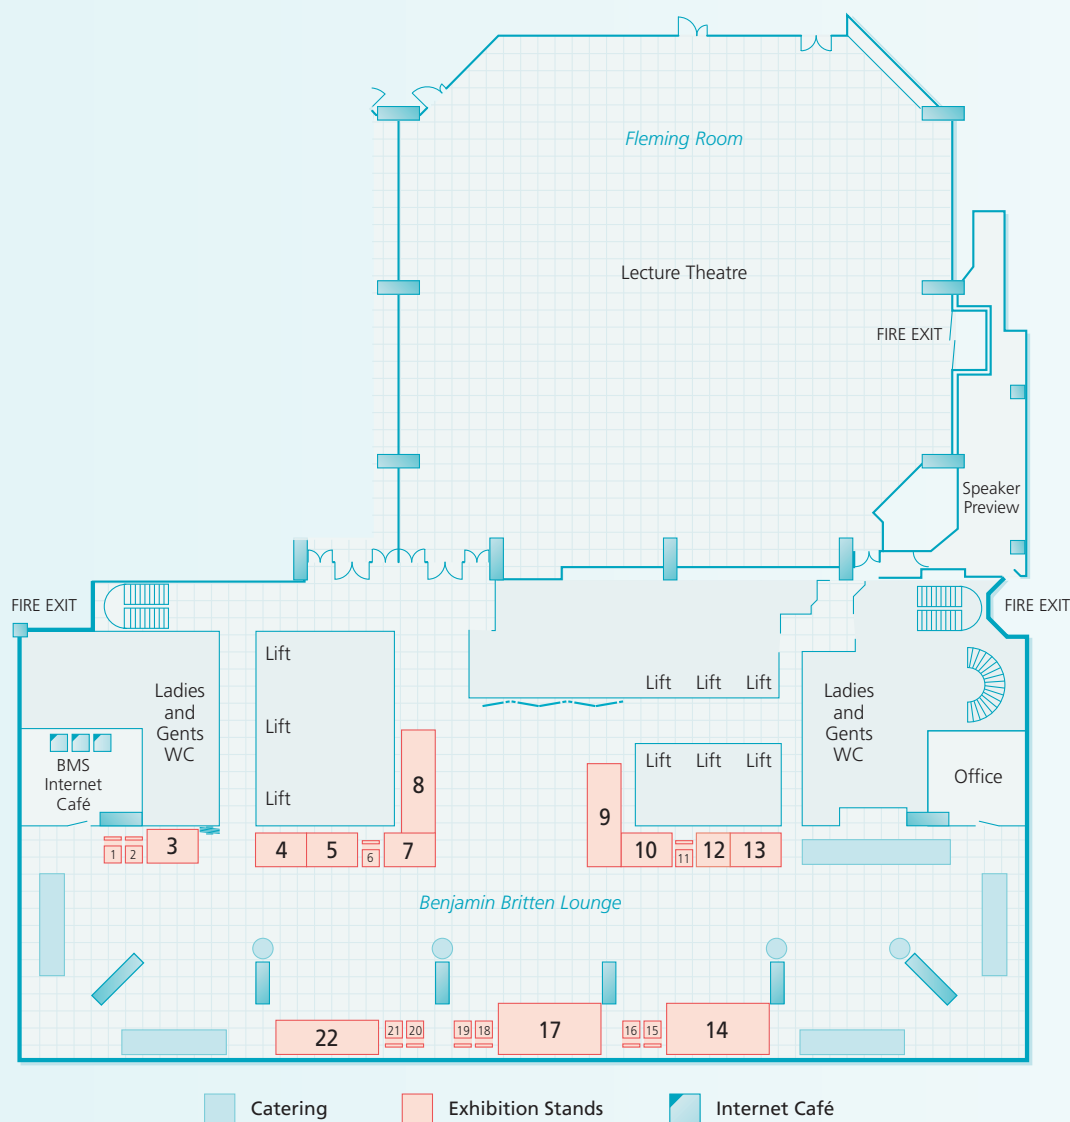 Fleming Room
Lecture Theatre
FIRE EXIT
Speaker
Preview
FIRE EXIT
FIRE EXIT
Lift
Ladies
and
Gents
WC
Lift
Lift
Lift Lift Lift
Ladies
and
Gents
WC
Lift Lift Lift
BMS
Internet
Café
Office
8
9
1 2 3 4 5 6 7 10 11 12 13
Benjamin Britten Lounge
22 21 20 19 18 17 16 15 14
Catering Exhibition Stands Internet Café